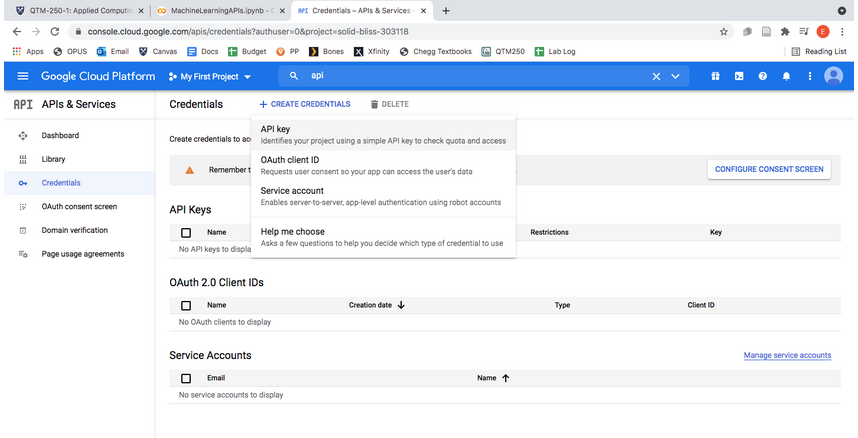 QTM-250-1: Applied Computi
MachineLearningAPIs.ipynb - C
API Credentials – APIs & Services –
console.cloud.google.com/apis/credentials?authuser=0&project=solid-bliss-303118
E
Apps OPUS Email Canvas Docs Budget PP Bones Xfinity Chegg Textbooks QTM250 Lab Log Reading List
Google Cloud Platform My First Project api
API APIs & Services
Credentials + CREATE CREDENTIALS DELETE
Dashboard
Library
Credentials
OAuth consent screen
Domain verification
Page usage agreements
Create credentials to acc
API key
Identifies your project using a simple API key to check quota and access
OAuth client ID
Requests user consent so your app can access the user's data
Service account
Enables server-to-server, app-level authentication using robot accounts
Help me choose
Asks a few questions to help you decide which type of credential to use
Remember t
CONFIGURE CONSENT SCREEN
API Keys
Name Restrictions Key
No API keys to displa
OAuth 2.0 Client IDs
Name Creation date Type Client ID
No OAuth clients to display
Service Accounts Manage service accounts
Email Name
No service accounts to display